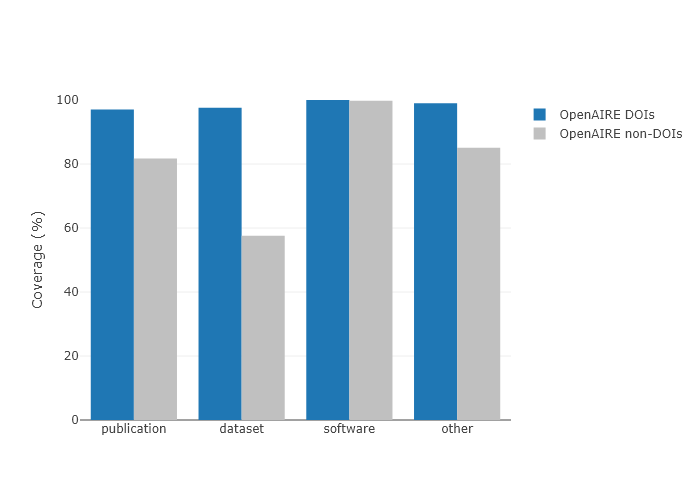 100
80
60
40
20
0
Coverage (%)
publication
dataset
software
other
OpenAIRE DOIs
OpenAIRE non-DOIs